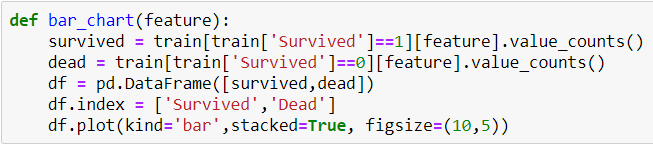 def bar_chart(feature):
    survived = train[train['Survived']==1][feature].value_counts()
    dead = train[train['Survived']==0][feature].value_counts()
    df = pd.DataFrame([survived,dead])
    df.index = ['Survived','Dead']
    df.plot(kind='bar',stacked=True, figsize=(10,5))